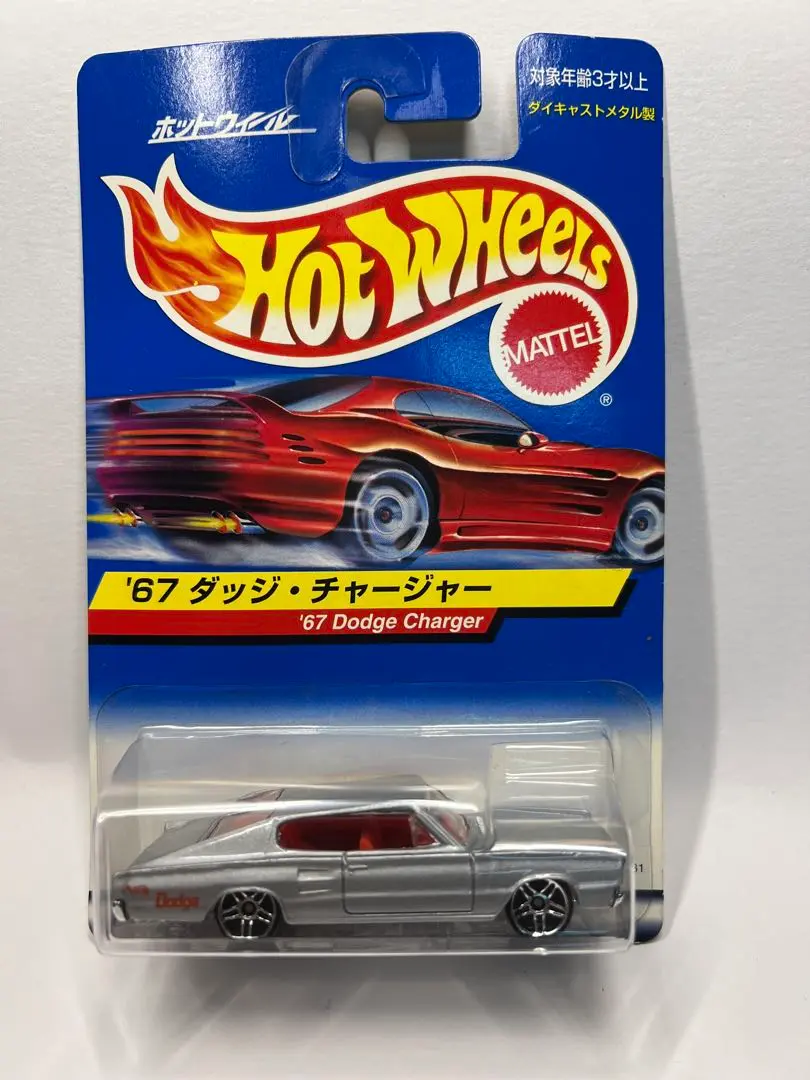 対象年齢3才以上
ダイキャストメタル製
ホットウィール
HOT WHEELS
MATTEL
®
'67 ダッジ・チャージャー
'67 Dodge Charger
Dodge